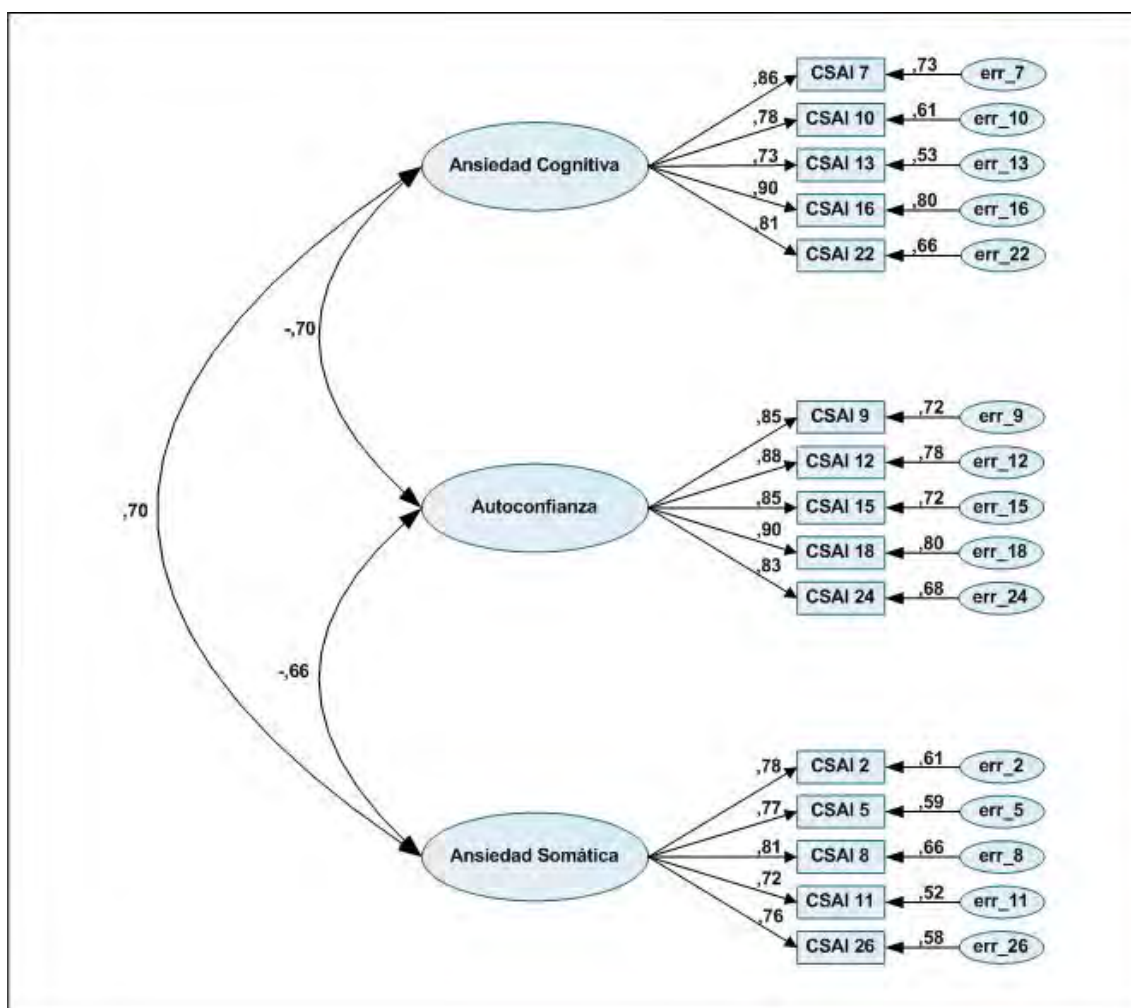 CSAI 7 ,73 err_7
,86
CSAI 10 ,61 err_10
,78
Ansiedad Cognitiva ,73 CSAI 13 ,53 err_13
,90
CSAI 16 ,80 err_16
,81
CSAI 22 ,66 err_22
-,70
CSAI 9 ,72 err_9
,85
CSAI 12 ,78 err_12
,88
Autoconfianza ,85 CSAI 15 ,72 err_15
,90
CSAI 18 ,80 err_18
,83
CSAI 24 ,68 err_24
,70
-,66
CSAI 2 ,61 err_2
,78
CSAI 5 ,59 err_5
,77
Ansiedad Somática ,81 CSAI 8 ,66 err_8
,72
CSAI 11 ,52 err_11
,76
CSAI 26 ,58 err_26